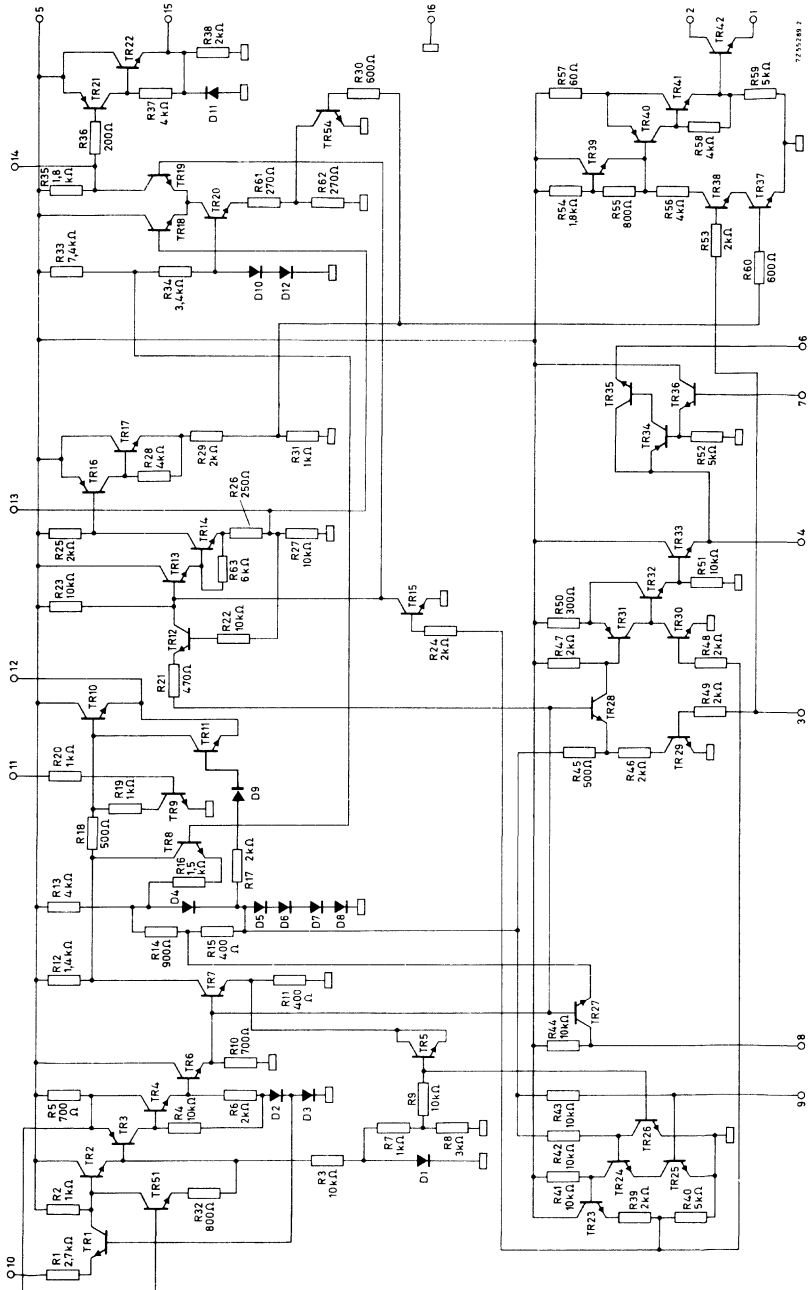 5
15
16
2
1
14
13
12
11
10
R38
2kΩ
TR22
TR21
R37
4kΩ
D11
R36
200Ω
R35
1,8
kΩ
TR19
TR18
TR20
R61
270Ω
R62
270Ω
TR54
R30
600Ω
R33
7,4kΩ
R34
3,4kΩ
D10
D12
TR17
TR16
R28
4kΩ
R29
2kΩ
R31
1kΩ
R25
2kΩ
TR14
TR13
R63
6kΩ
R26
250Ω
R27
10kΩ
R23
10kΩ
TR12
R22
10kΩ
R21
470Ω
TR15
R24
2kΩ
TR10
TR11
R20
1kΩ
R19
1kΩ
TR9
D9
R18
500Ω
TR8
R16
1,5
kΩ
R17
2kΩ
R13
4kΩ
D4
D5
D6
D7
D8
R14
900Ω
R15
400
Ω
R12
1,4kΩ
TR7
R11
400
Ω
TR6
R10
700Ω
TR5
R5
700
Ω
TR4
R4
10kΩ
R6
2kΩ
D2
D3
TR3
TR2
R9
10kΩ
R7
1kΩ
R8
3kΩ
D1
R3
10kΩ
R2
1kΩ
TR51
R32
800Ω
TR1
R1
2,7kΩ
TR42
R57
60Ω
TR41
TR40
R59
5kΩ
R58
4kΩ
TR39
R54
1,8kΩ
R55
800Ω
R56
4kΩ
TR38
TR37
R53
2kΩ
R60
600Ω
TR35
TR36
TR34
R52
5kΩ
TR33
R51
10kΩ
R50
300Ω
TR32
TR31
TR30
R47
2kΩ
R48
2kΩ
TR28
R49
2kΩ
R45
500Ω
R46
2kΩ
TR29
TR27
R44
10kΩ
R43
10kΩ
R42
10kΩ
TR26
R41
10kΩ
TR24
TR25
TR23
R39
2kΩ
R40
5kΩ
6
7
4
3
8
9
7Z55289.2